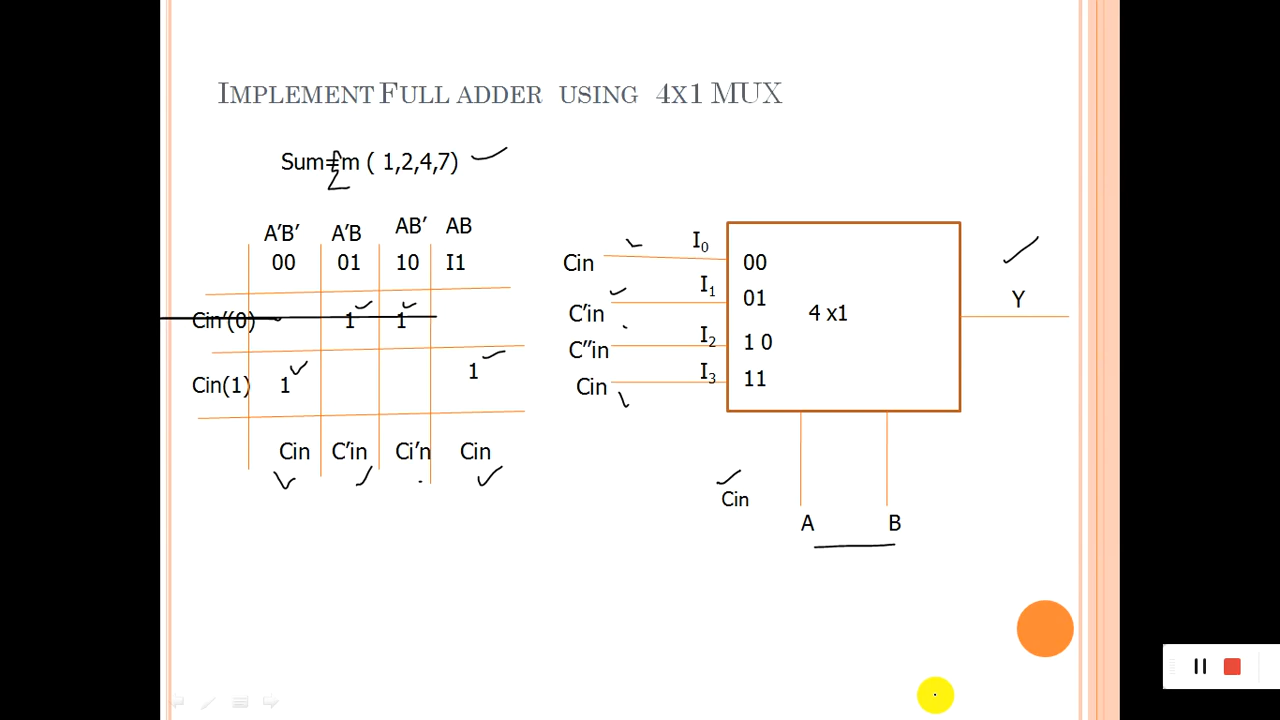 IMPLEMENT FULL ADDER USING 4X1 MUX
Sum=Σm ( 1,2,4,7)
A'B' A'B AB' AB
00 01 10 I1
Cin'(0) 1 1
Cin(1) 1 1
Cin C'in Ci'n Cin
Cin I0 00
C'in I1 01
C''in I2 1 0
Cin I3 11
4 x1
Y
Cin
A B